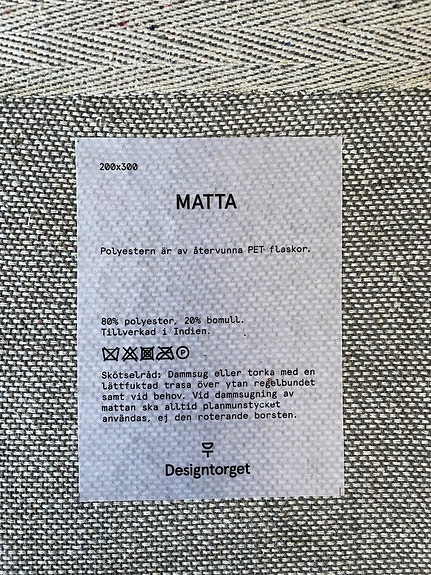 200x300
MATTA
Polyestern är av återvunna PET flaskor.
80% polyester, 20% bomull.
Tillverkad i Indien.
P
Skötselråd: Dammsug eller torka med en
lättfuktad trasa över ytan regelbundet
samt vid behov. Vid dammsugning av
mattan ska alltid planmunstycket
användas, ej den roterande borsten.
Designtorget